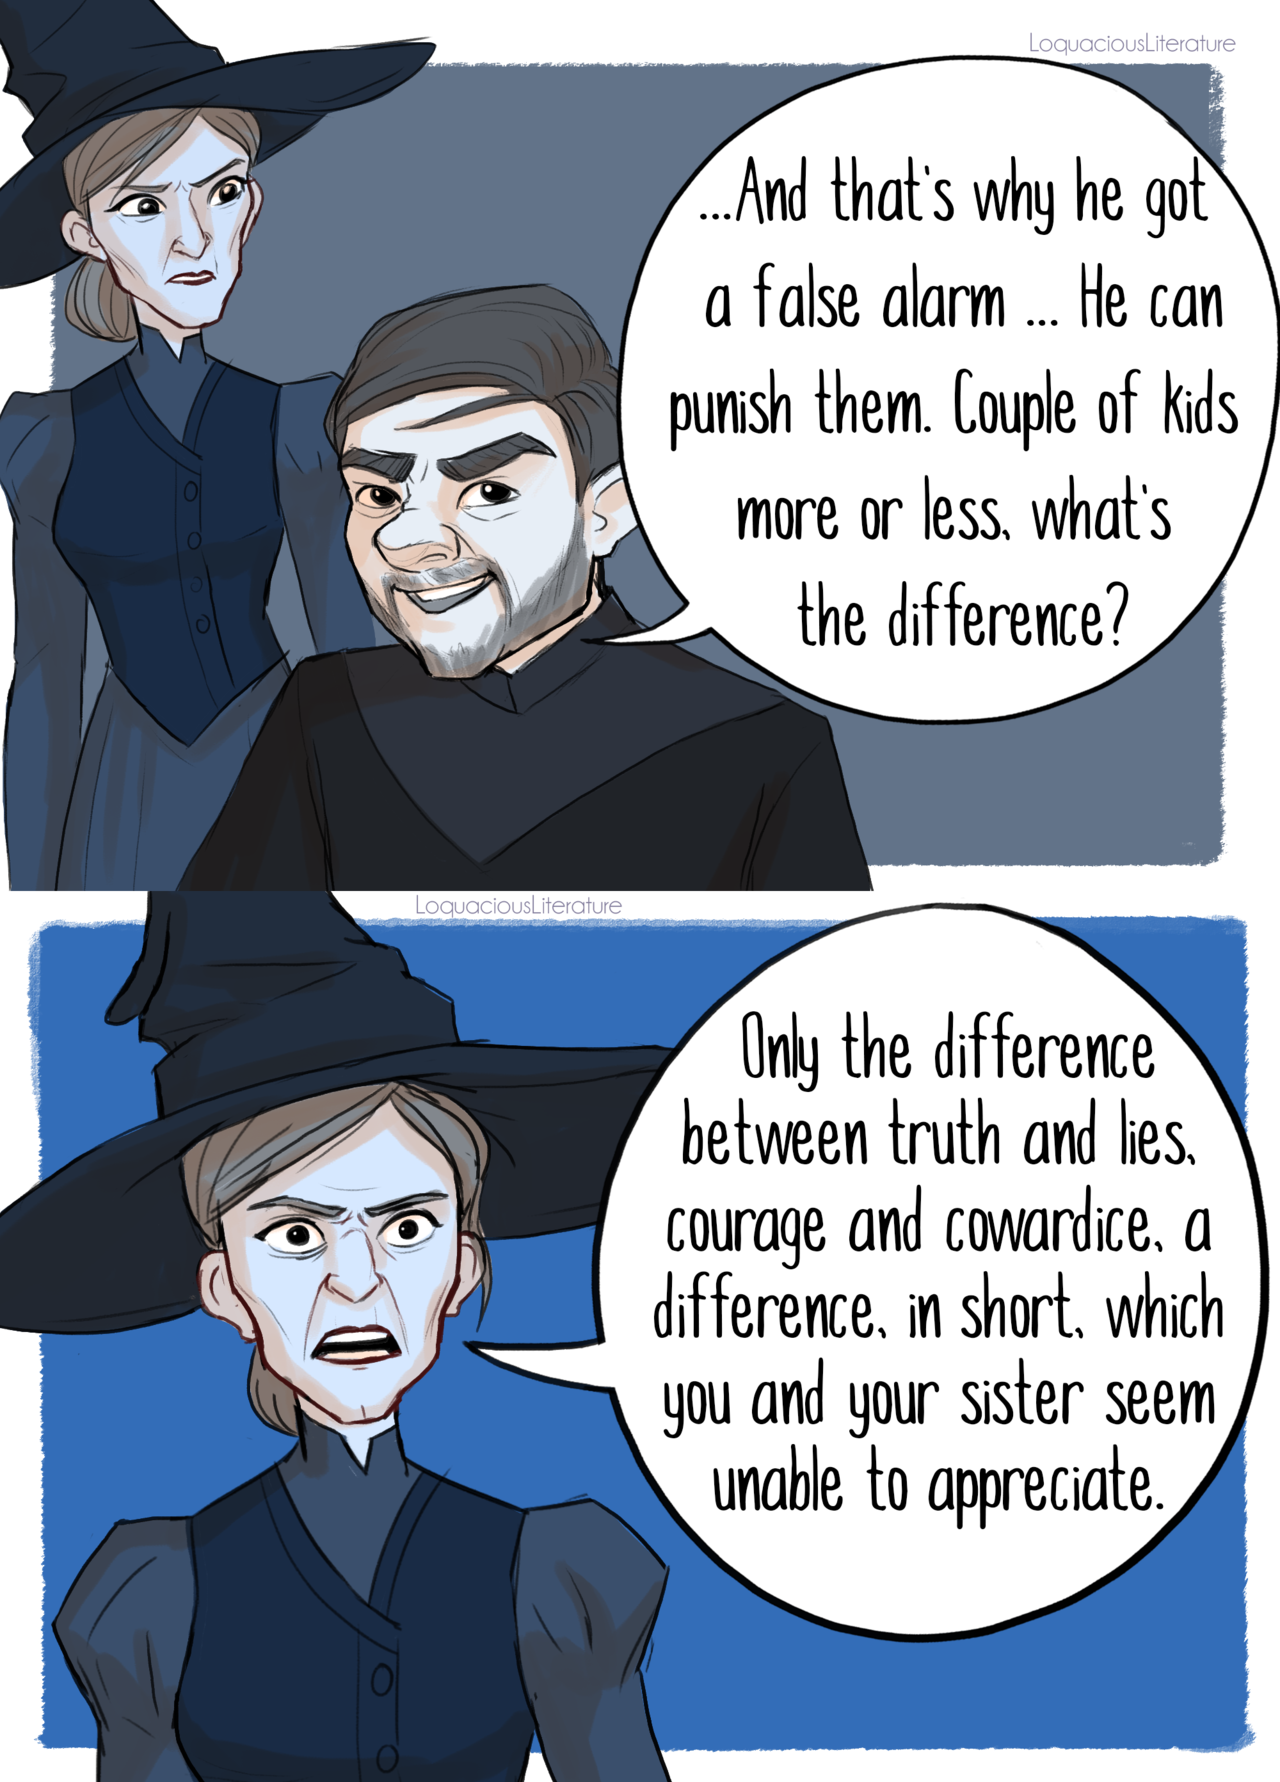 LoquaciousLiterature
...And that's why he got
a false alarm ... He can
punish them. Couple of kids
more or less, what's
the difference?
LoquaciousLiterature
Only the difference
between truth and lies,
courage and cowardice, a
difference, in short, which
you and your sister seem
unable to appreciate.